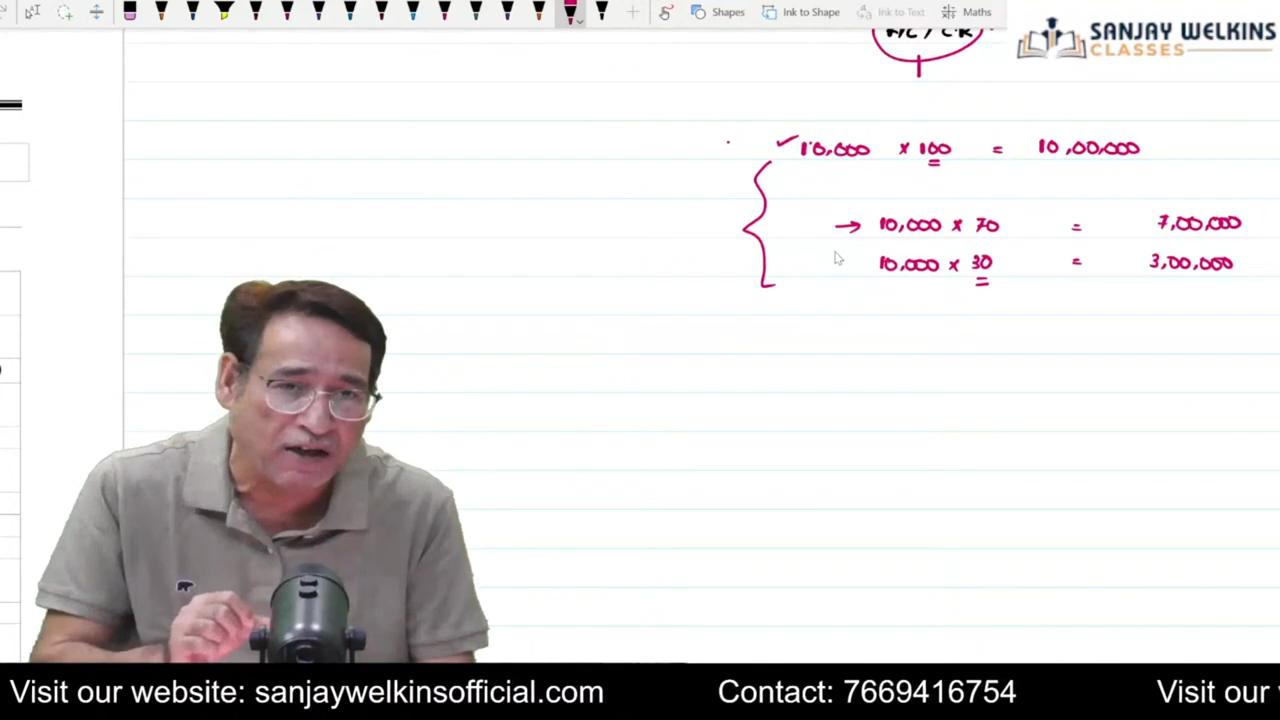 Shapes Ink to Shape Ink to Text Maths
SANJAY WELKINS
CLASSES
A/C / CR
✓ 10,000 × 100 = 10,00,000
→ 10,000 × 70 = 7,00,000
10,000 × 30 = 3,00,000
Visit our website: sanjaywelkinsofficial.com Contact: 7669416754 Visit our